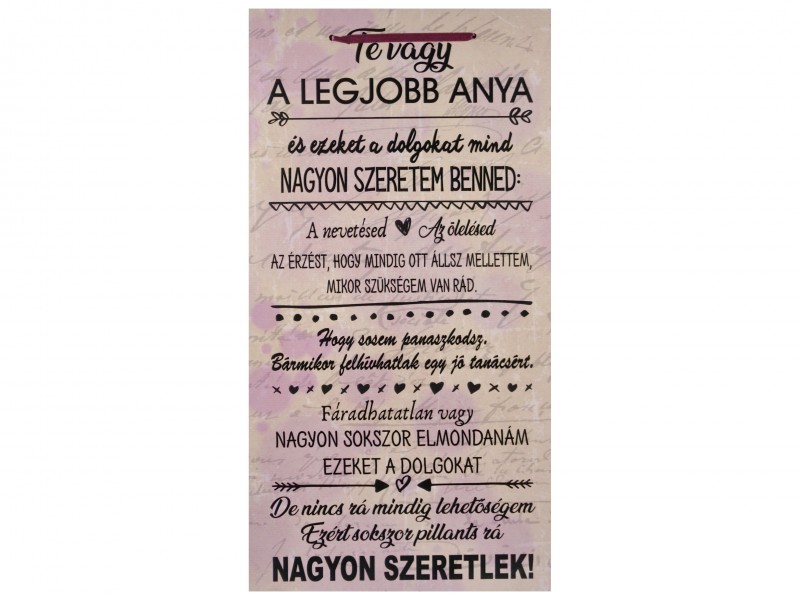 Te vagy
A LEGJOBB ANYA
és ezeket a dolgokat mind
NAGYON SZERETEM BENNED:
A nevetésed Az ölelésed
AZ ÉRZÉST, HOGY MINDIG OTT ÁLLSZ MELLETTEM,
MIKOR SZÜKSÉGEM VAN RÁD.
Hogy sosem panaszkodsz.
Bármikor felhívhatlak egy jó tanácsért.
Fáradhatatlan vagy
NAGYON SOKSZOR ELMONDANÁM
EZEKET A DOLGOKAT
De nincs rá mindig lehetőségem
Ezért sokszor pillants rá
NAGYON SZERETLEK!